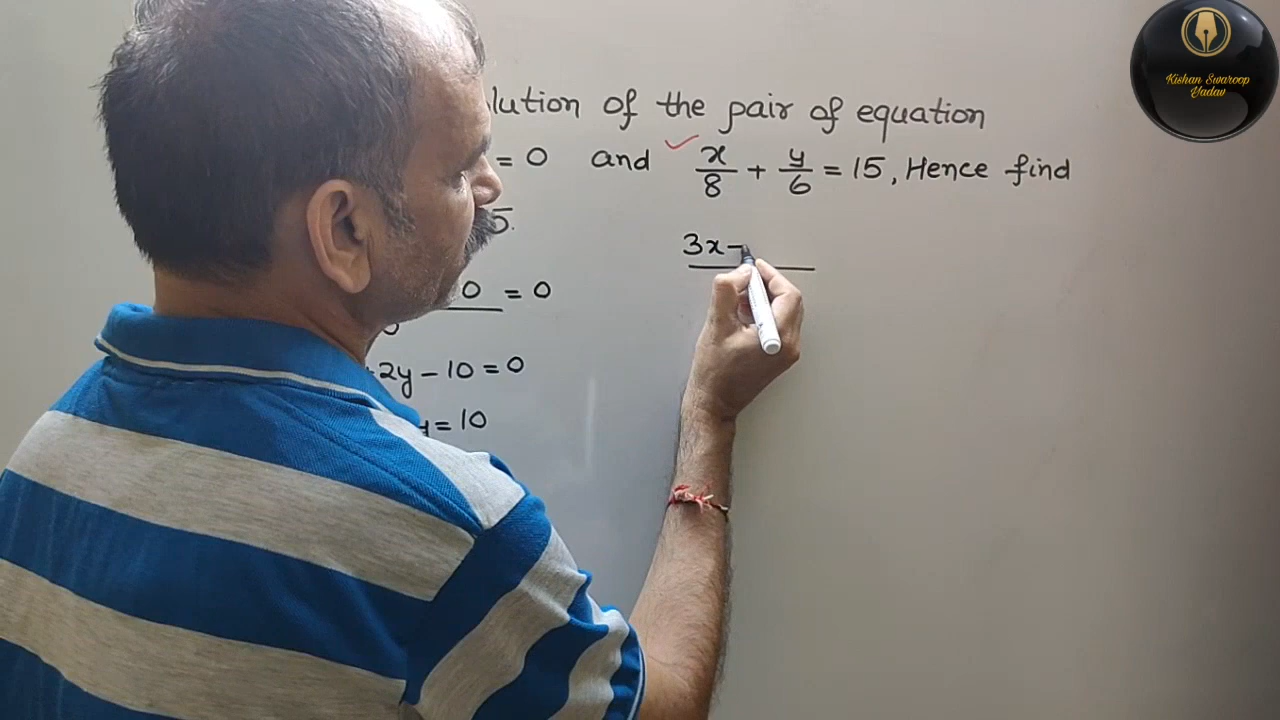 lution of the pair of equation
= 0 and x/8 + y/6 = 15, Hence find
5.
3x -
0 = 0
+2y - 10 = 0
y = 10
Kishan Swaroop
Yadav